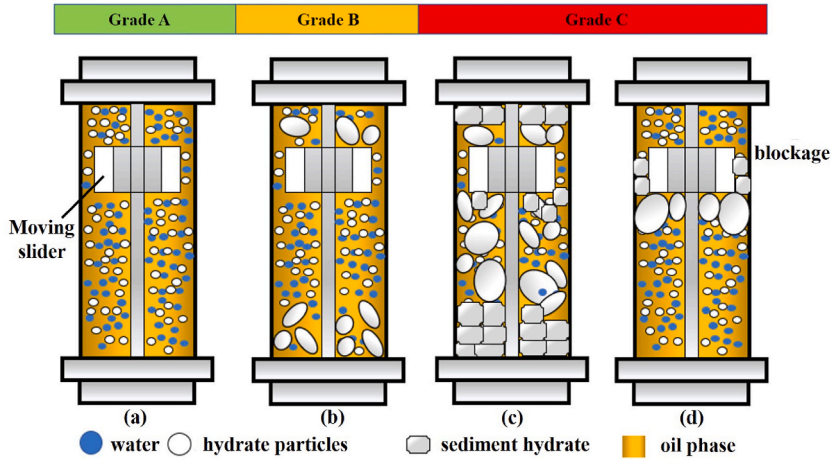 Grade A
Grade B
Grade C
blockage
Moving
slider
(a)
(b)
(c)
(d)
water
hydrate particles
sediment hydrate
oil phase